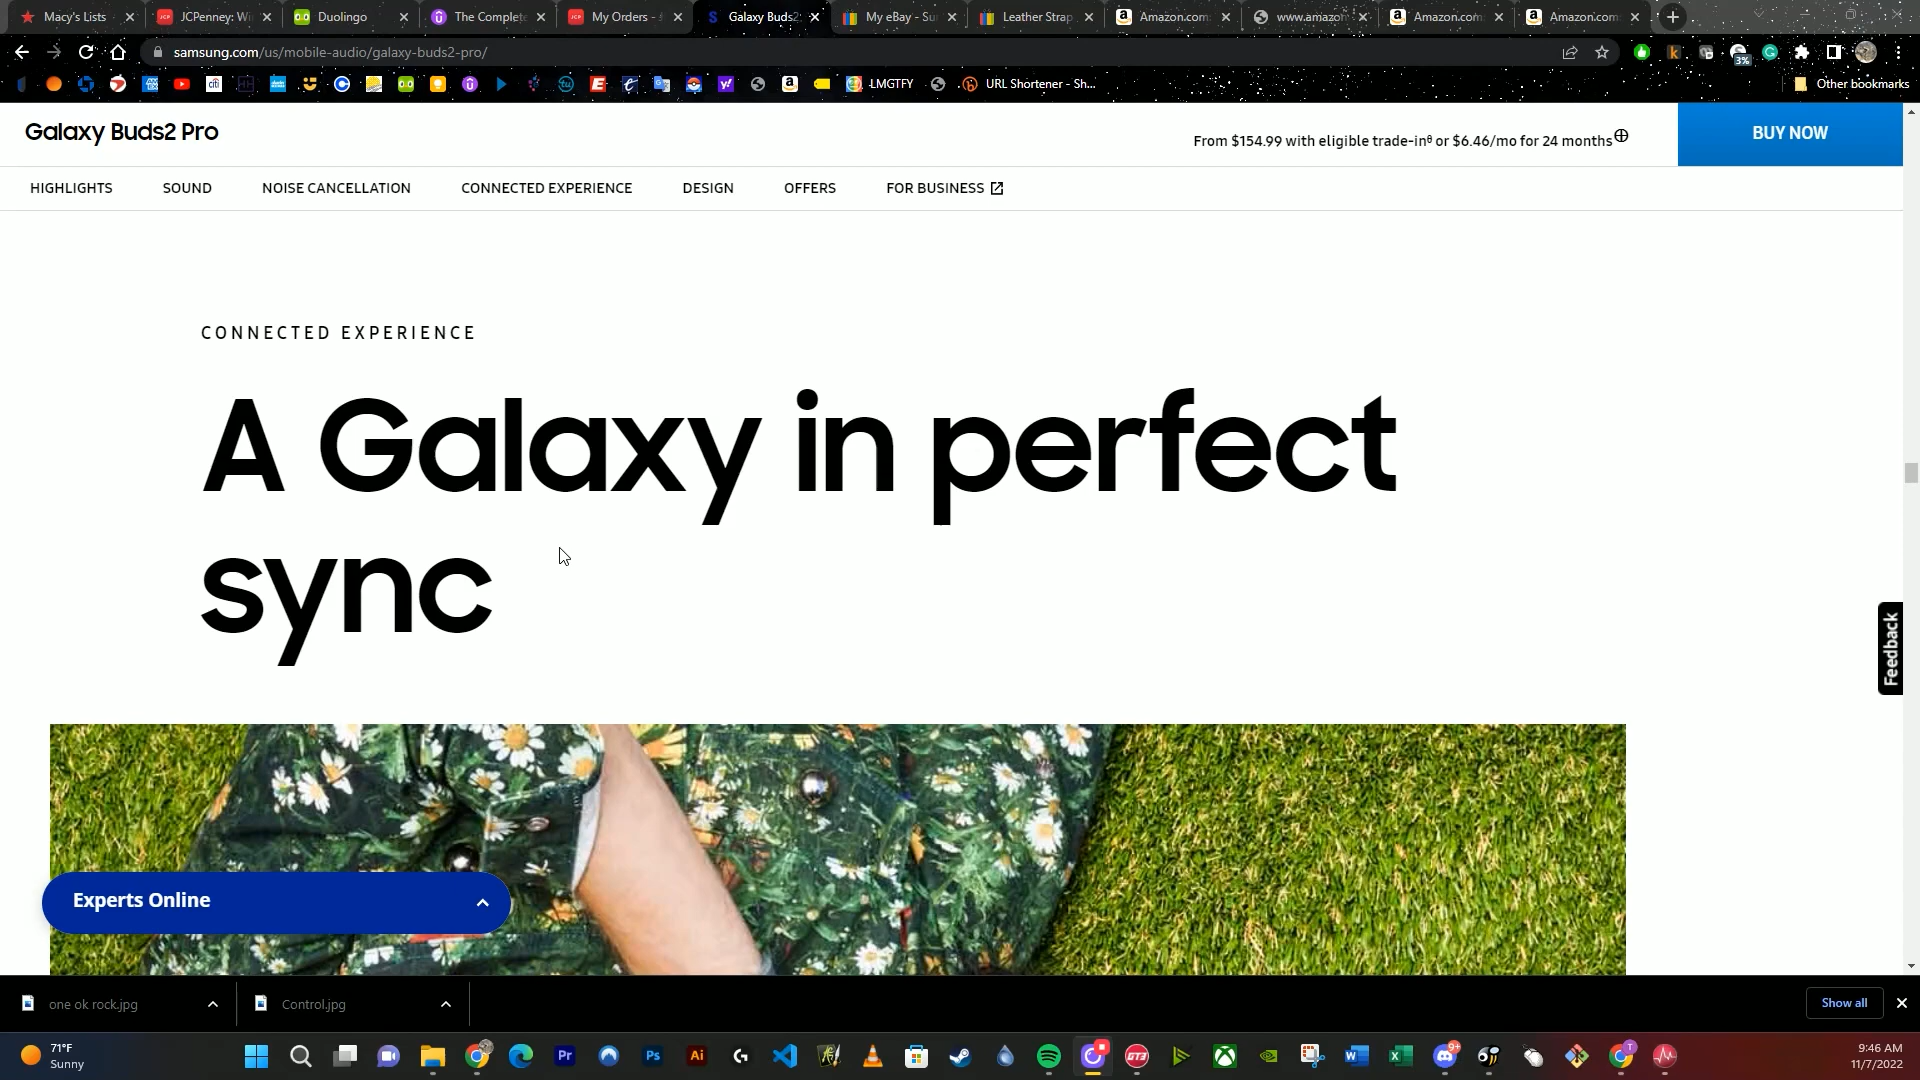 Macy's Lists
JCPenney: Wi
Duolingo
The Complete
My Orders -
Galaxy Buds2
My eBay - Su
Leather Strap
Amazon.com:
www.amazon
Amazon.com:
Amazon.com:
samsung.com/us/mobile-audio/galaxy-buds2-pro/
3%
LMGTFY
URL Shortener - Sh...
Other bookmarks
Galaxy Buds2 Pro
From $154.99 with eligible trade-in⁸ or $6.46/mo for 24 months
BUY NOW
HIGHLIGHTS
SOUND
NOISE CANCELLATION
CONNECTED EXPERIENCE
DESIGN
OFFERS
FOR BUSINESS
CONNECTED EXPERIENCE
A Galaxy in perfect
sync
Feedback
Experts Online
one ok rock.jpg
Control.jpg
Show all
71°F
Sunny
9:46 AM
11/7/2022